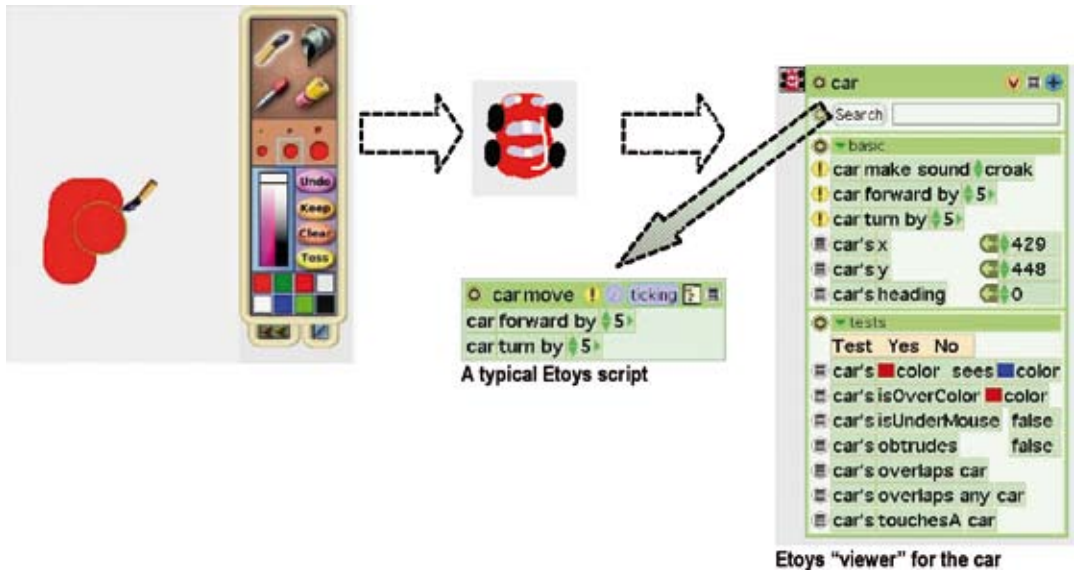 Undo
Keep
Clear
Toss
car move ! ticking
car forward by 5
car turn by 5
A typical Etoys script
car
Search
basic
! car make sound croak
! car forward by 5
! car turn by 5
car's x 429
car's y 448
car's heading 0
tests
Test Yes No
car's color sees color
car's isOverColor color
car's isUnderMouse false
car's obtrudes false
car's overlaps car
car's overlaps any car
car's touchesA car
Etoys "viewer" for the car